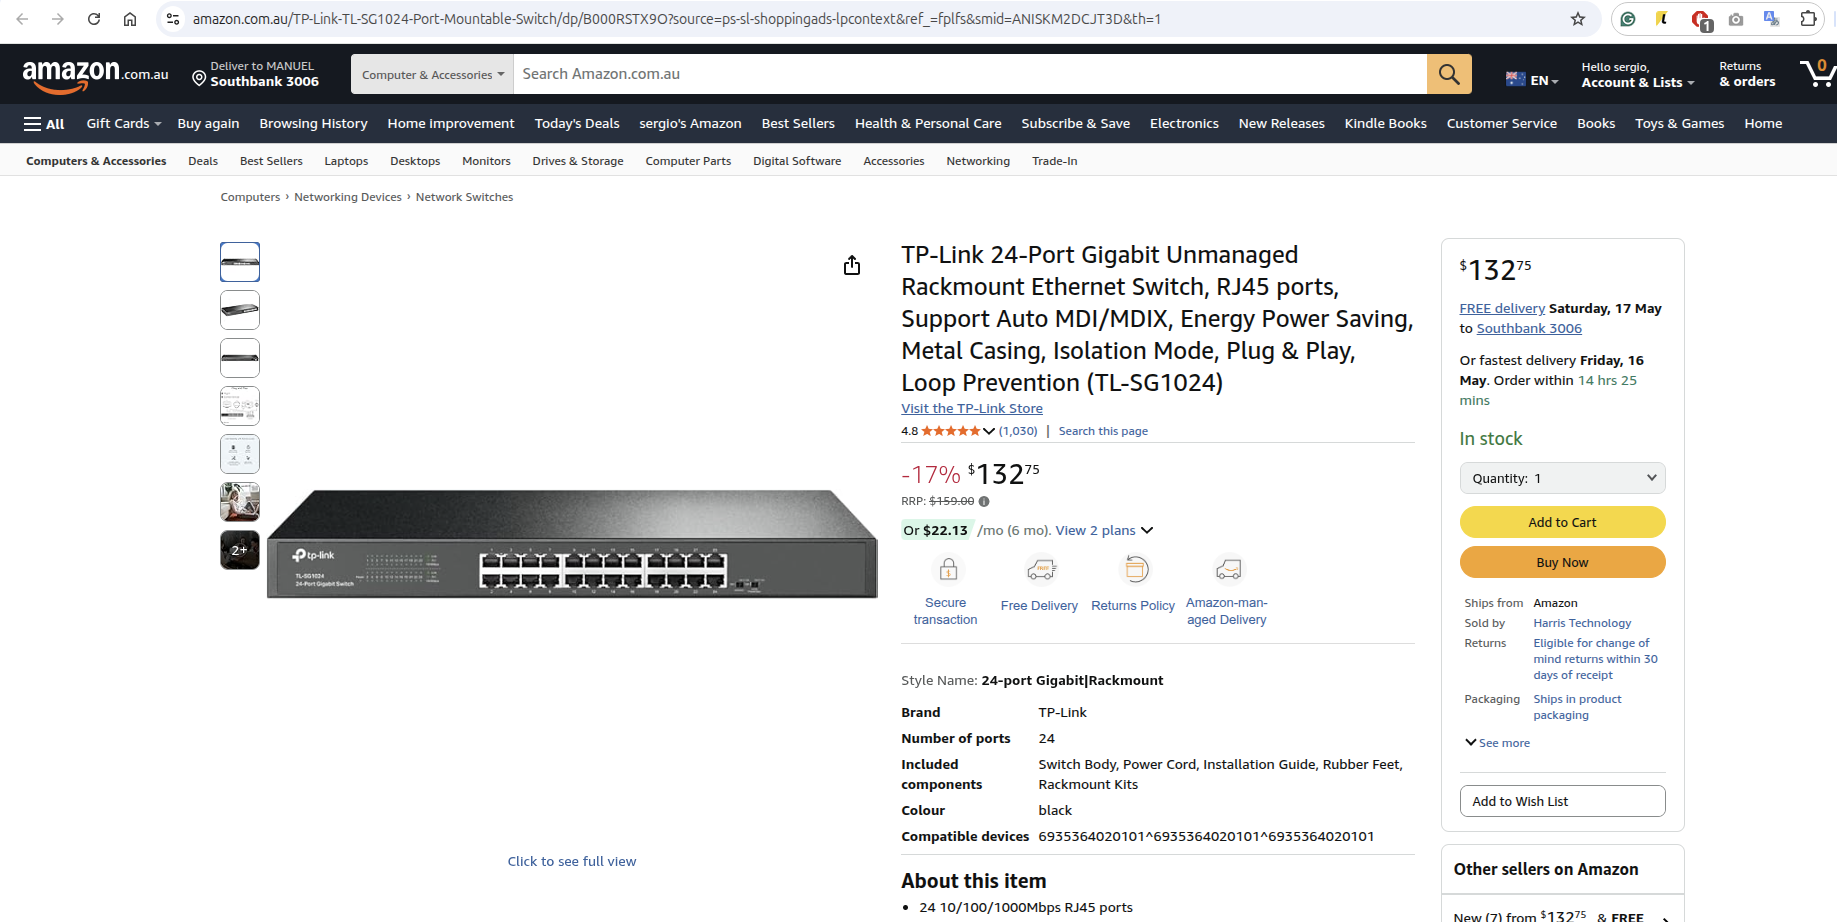 amazon.com.au/TP-Link-TL-SG1024-Port-Mountable-Switch/dp/B000RSTX9O?source=ps-sl-shoppingads-lpcontext&ref_=fplfs&smid=ANISKM2DCJT3D&th=1
1
amazon.com.au
Deliver to MANUEL
Southbank 3006
Computer & Accessories
Search Amazon.com.au
EN
Hello sergio,
Account & Lists
Returns
& orders
0
All Gift Cards Buy again Browsing History Home improvement Today's Deals sergio's Amazon Best Sellers Health & Personal Care Subscribe & Save Electronics New Releases Kindle Books Customer Service Books Toys & Games Home
Computers & Accessories Deals Best Sellers Laptops Desktops Monitors Drives & Storage Computer Parts Digital Software Accessories Networking Trade-In
Computers › Networking Devices › Network Switches
2+
tp-link
TL-SG1024
24-Port Gigabit Switch
Click to see full view
TP-Link 24-Port Gigabit Unmanaged
Rackmount Ethernet Switch, RJ45 ports,
Support Auto MDI/MDIX, Energy Power Saving,
Metal Casing, Isolation Mode, Plug & Play,
Loop Prevention (TL-SG1024)
Visit the TP-Link Store
4.8 (1,030) | Search this page
-17% $132 75
RRP: $159.00
Or $22.13 /mo (6 mo). View 2 plans
Secure
transaction
Free Delivery
Returns Policy
Amazon-man-
aged Delivery
Style Name: 24-port Gigabit|Rackmount
Brand TP-Link
Number of ports 24
Included
components
Switch Body, Power Cord, Installation Guide, Rubber Feet,
Rackmount Kits
Colour black
Compatible devices 6935364020101^6935364020101^6935364020101
About this item
• 24 10/100/1000Mbps RJ45 ports
$132 75
FREE delivery Saturday, 17 May
to Southbank 3006
Or fastest delivery Friday, 16
May. Order within 14 hrs 25
mins
In stock
Quantity: 1
Add to Cart
Buy Now
Ships from Amazon
Sold by Harris Technology
Returns Eligible for change of
mind returns within 30
days of receipt
Packaging Ships in product
packaging
See more
Add to Wish List
Other sellers on Amazon
New (7) from $132 75 & FREE